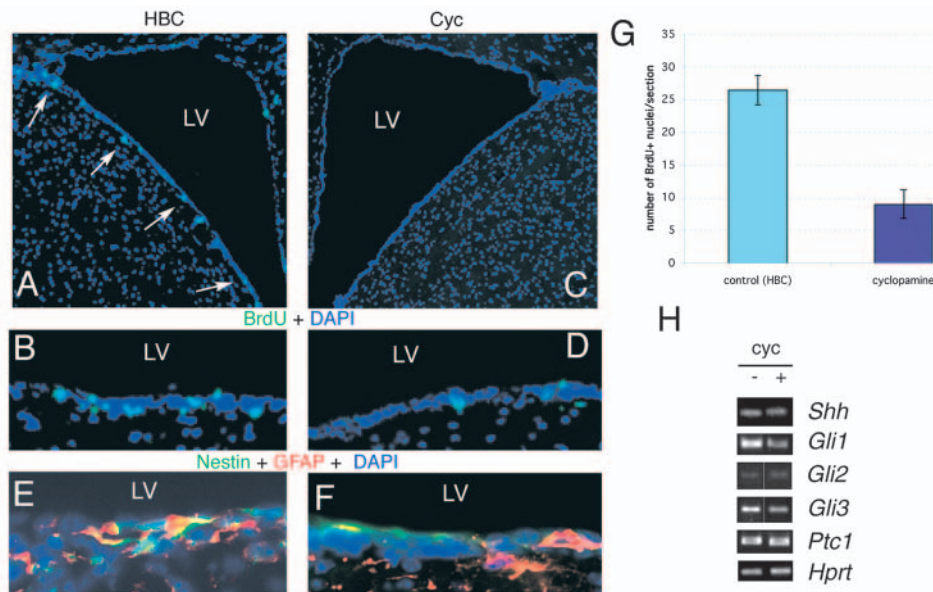 HBC
Cyc
LV
LV
A
C
BrdU + DAPI
B
LV
LV
D
Nestin + GFAP + DAPI
E
LV
F
LV
G
number of BrdU+ nuclei/section
35
30
25
20
15
10
5
0
control (HBC)
cyclopamine
H
cyc
- +
Shh
Gli1
Gli2
Gli3
Ptc1
Hprt